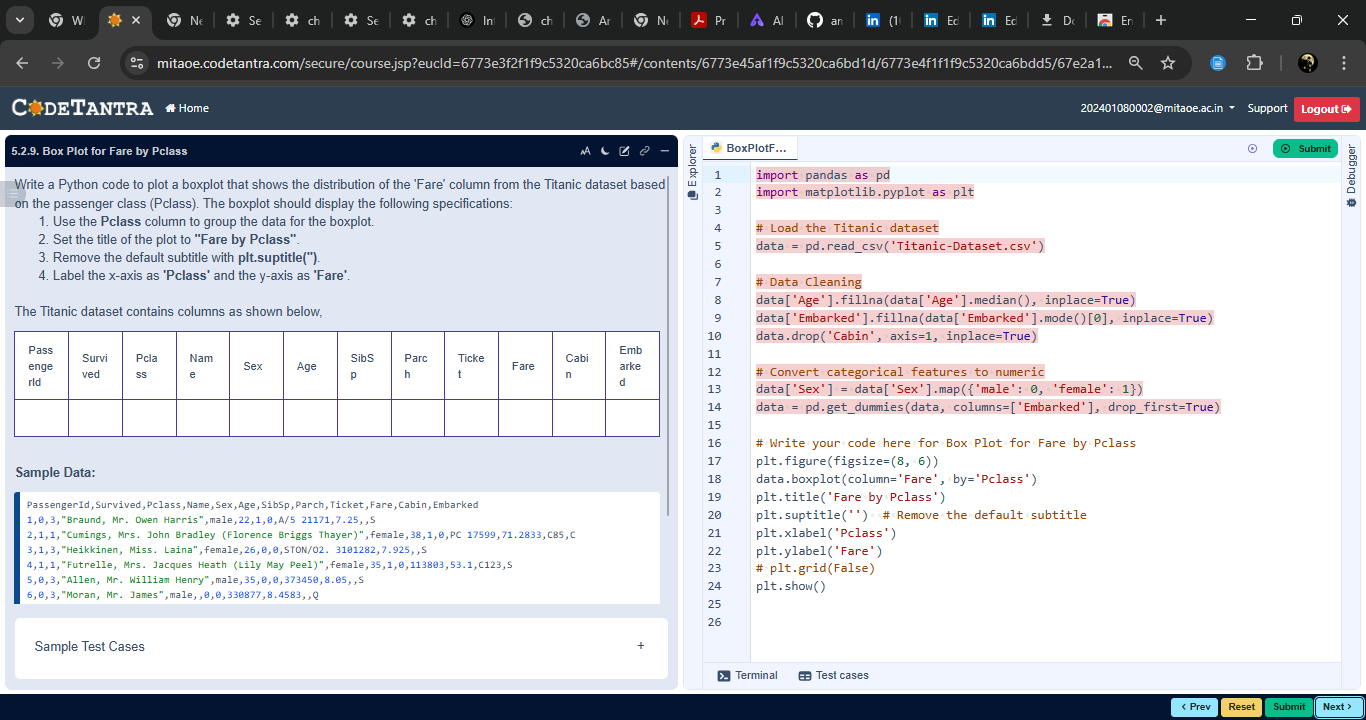 Wl
Ne
Se
ch
Se
ch
In
ch
Ar
Ne
Pr
Al
an
(1(
Ed
Ed
Do
En
mitaoe.codetantra.com/secure/course.jsp?eucId=6773e3f2f1f9c5320ca6bc85#/contents/6773e45af1f9c5320ca6bd1d/6773e4f1f1f9c5320ca6bdd5/67e2a1...
CODETANTRA
Home
202401080002@mitaoe.ac.in
Support
Logout
5.2.9. Box Plot for Fare by Pclass
Write a Python code to plot a boxplot that shows the distribution of the 'Fare' column from the Titanic dataset based
on the passenger class (Pclass). The boxplot should display the following specifications:
1. Use the Pclass column to group the data for the boxplot.
2. Set the title of the plot to "Fare by Pclass".
3. Remove the default subtitle with plt.suptitle('').
4. Label the x-axis as 'Pclass' and the y-axis as 'Fare'.
The Titanic dataset contains columns as shown below,
Pass
enge
rId
Survi
ved
Pcla
ss
Nam
e
Sex
Age
SibS
p
Parc
h
Ticke
t
Fare
Cabi
n
Emb
arke
d
Sample Data:
PassengerId,Survived,Pclass,Name,Sex,Age,SibSp,Parch,Ticket,Fare,Cabin,Embarked
1,0,3,"Braund, Mr. Owen Harris",male,22,1,0,A/5 21171,7.25,,S
2,1,1,"Cumings, Mrs. John Bradley (Florence Briggs Thayer)",female,38,1,0,PC 17599,71.2833,C85,C
3,1,3,"Heikkinen, Miss. Laina",female,26,0,0,STON/O2. 3101282,7.925,,S
4,1,1,"Futrelle, Mrs. Jacques Heath (Lily May Peel)",female,35,1,0,113803,53.1,C123,S
5,0,3,"Allen, Mr. William Henry",male,35,0,0,373450,8.05,,S
6,0,3,"Moran, Mr. James",male,,0,0,330877,8.4583,,Q
Sample Test Cases +
Explorer
BoxPlotF...
Submit
Debugger
1 import pandas as pd
2 import matplotlib.pyplot as plt
3
4 # Load the Titanic dataset
5 data = pd.read_csv('Titanic-Dataset.csv')
6
7 # Data Cleaning
8 data['Age'].fillna(data['Age'].median(), inplace=True)
9 data['Embarked'].fillna(data['Embarked'].mode()[0], inplace=True)
10 data.drop('Cabin', axis=1, inplace=True)
11
12 # Convert categorical features to numeric
13 data['Sex'] = data['Sex'].map({'male': 0, 'female': 1})
14 data = pd.get_dummies(data, columns=['Embarked'], drop_first=True)
15
16 # Write your code here for Box Plot for Fare by Pclass
17 plt.figure(figsize=(8, 6))
18 data.boxplot(column='Fare', by='Pclass')
19 plt.title('Fare by Pclass')
20 plt.suptitle('')  # Remove the default subtitle
21 plt.xlabel('Pclass')
22 plt.ylabel('Fare')
23 # plt.grid(False)
24 plt.show()
25
26
Terminal
Test cases
< Prev
Reset
Submit
Next >